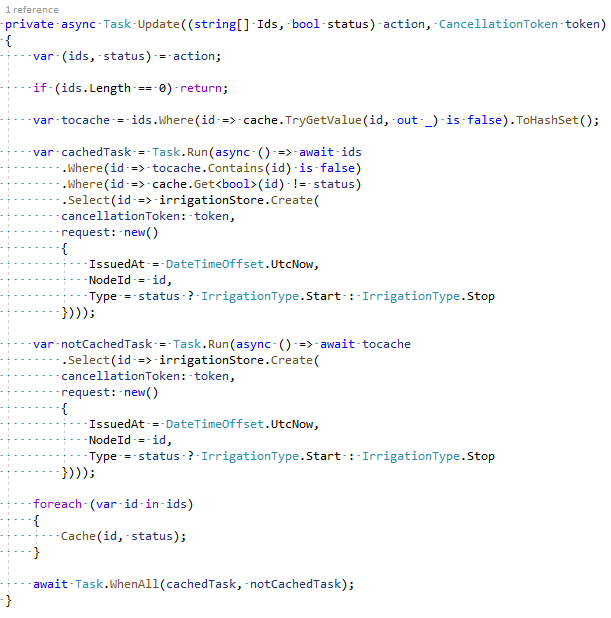 1 reference
private async Task Update((string[] Ids, bool status) action, CancellationToken token)
{
var (ids, status) = action;
if (ids.Length == 0) return;
var tocache = ids.Where(id => cache.TryGetValue(id, out _) is false).ToHashSet();
var cachedTask = Task.Run(async () => await ids
.Where(id => tocache.Contains(id) is false)
.Where(id => cache.Get<bool>(id) != status)
.Select(id => irrigationStore.Create(
cancellationToken: token,
request: new()
{
IssuedAt = DateTimeOffset.UtcNow,
NodeId = id,
Type = status ? IrrigationType.Start : IrrigationType.Stop
})));
var notCachedTask = Task.Run(async () => await tocache
.Select(id => irrigationStore.Create(
cancellationToken: token,
request: new()
{
IssuedAt = DateTimeOffset.UtcNow,
NodeId = id,
Type = status ? IrrigationType.Start : IrrigationType.Stop
})));
foreach (var id in ids)
{
Cache(id, status);
}
await Task.WhenAll(cachedTask, notCachedTask);
}